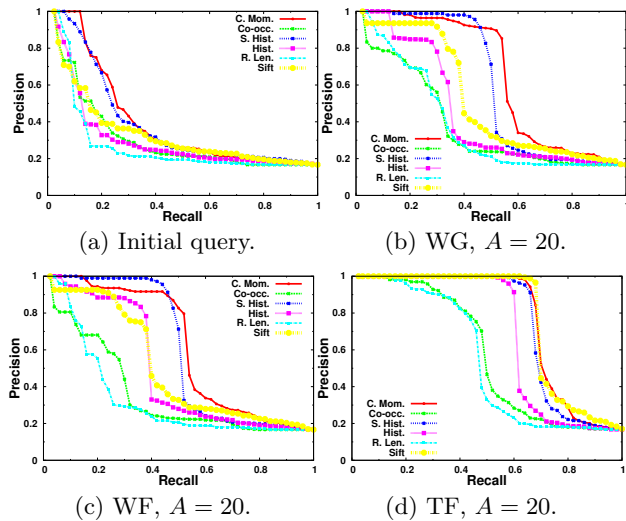 Precision
1
0.8
0.6
0.4
0.2
0
0 0.2 0.4 0.6 0.8 1
Recall
C. Mom.
Co-occ.
S. Hist.
Hist.
R. Len.
Sift
(a) Initial query.
Precision
1
0.8
0.6
0.4
0.2
0
0 0.2 0.4 0.6 0.8 1
Recall
C. Mom.
Co-occ.
S. Hist.
Hist.
R. Len.
Sift
(b) WG, A = 20.
Precision
1
0.8
0.6
0.4
0.2
0
0 0.2 0.4 0.6 0.8 1
Recall
C. Mom.
Co-occ.
S. Hist.
Hist.
R. Len.
Sift
(c) WF, A = 20.
Precision
1
0.8
0.6
0.4
0.2
0
0 0.2 0.4 0.6 0.8 1
Recall
C. Mom.
Co-occ.
S. Hist.
Hist.
R. Len.
Sift
(d) TF, A = 20.